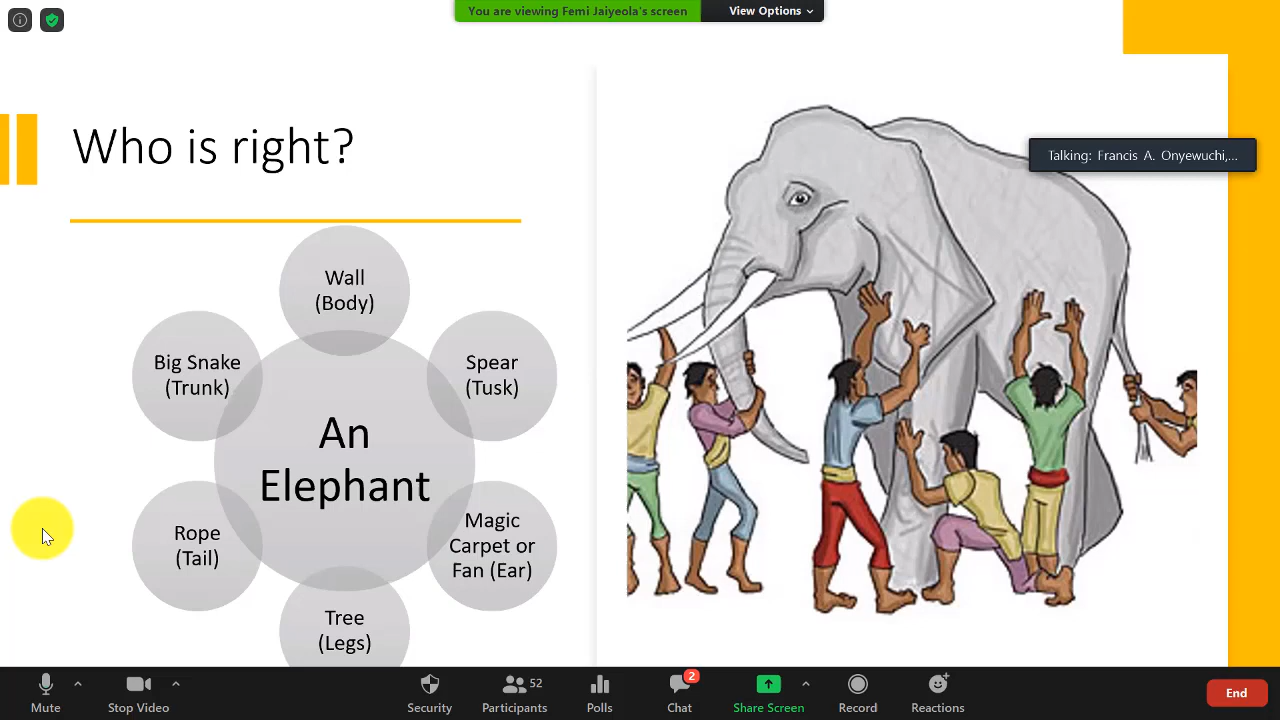 You are viewing Femi Jaiyeola's screen
View Options
Who is right?
Talking: Francis A. Onyewuchi,...
Wall
(Body)
Big Snake
(Trunk)
Spear
(Tusk)
An
Elephant
Rope
(Tail)
Magic
Carpet or
Fan (Ear)
Tree
(Legs)
Mute
Stop Video
Security
52
Participants
Polls
2
Chat
Share Screen
Record
Reactions
End